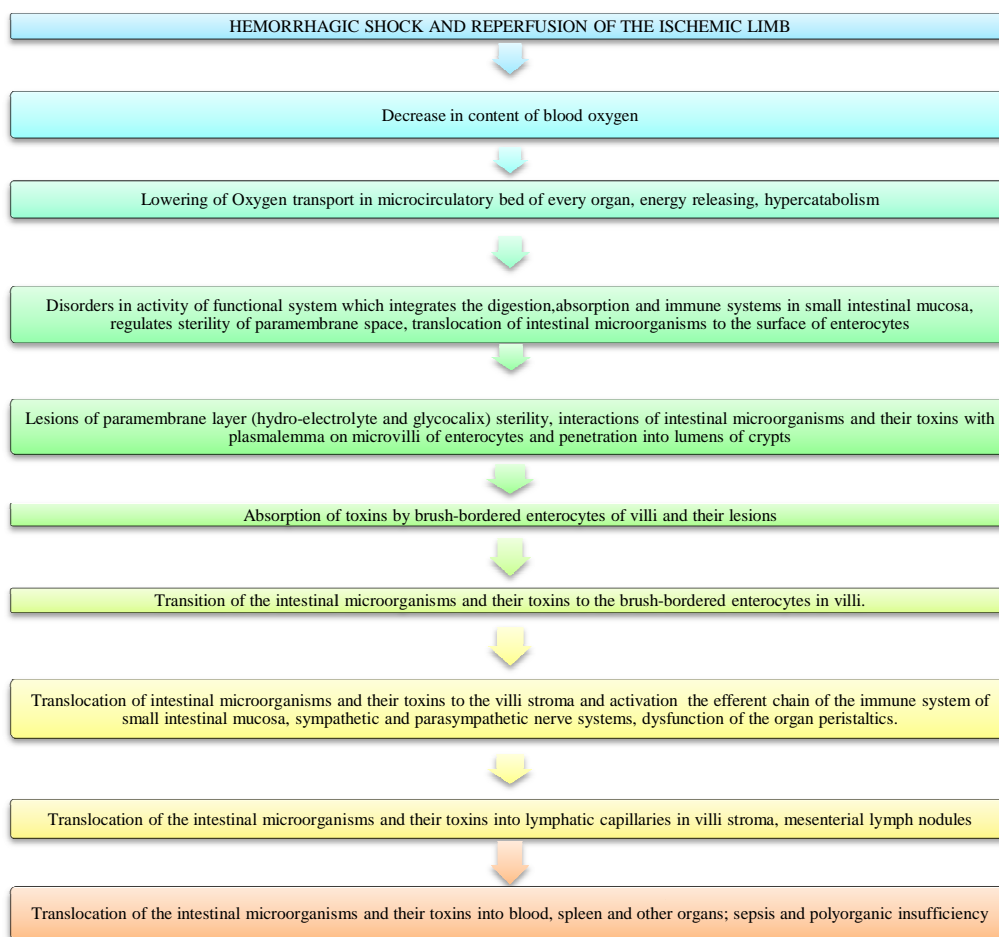 HEMORRHAGIC SHOCK AND REPERFUSION OF THE ISCHEMIC LIMB
Decrease in content of blood oxygen
Lowering of Oxygen transport in microcirculatory bed of every organ, energy releasing, hypercatabolism
Disorders in activity of functional system which integrates the digestion,absorption and immune systems in small intestinal mucosa,
regulates sterility of paramembrane space, translocation of intestinal microorganisms to the surface of enterocytes
Lesions of paramembrane layer (hydro-electrolyte and glycocalix) sterility, interactions of intestinal microorganisms and their toxins with
plasmalemma on microvilli of enterocytes and penetration into lumens of crypts
Absorption of toxins by brush-bordered enterocytes of villi and their lesions
Transition of the intestinal microorganisms and their toxins to the brush-bordered enterocytes in villi.
Translocation of intestinal microorganisms and their toxins to the villi stroma and activation the efferent chain of the immune system of
small intestinal mucosa, sympathetic and parasympathetic nerve systems, dysfunction of the organ peristaltics.
Translocation of the intestinal microorganisms and their toxins into lymphatic capillaries in villi stroma, mesenterial lymph nodules
Translocation of the intestinal microorganisms and their toxins into blood, spleen and other organs; sepsis and polyorganic insufficiency